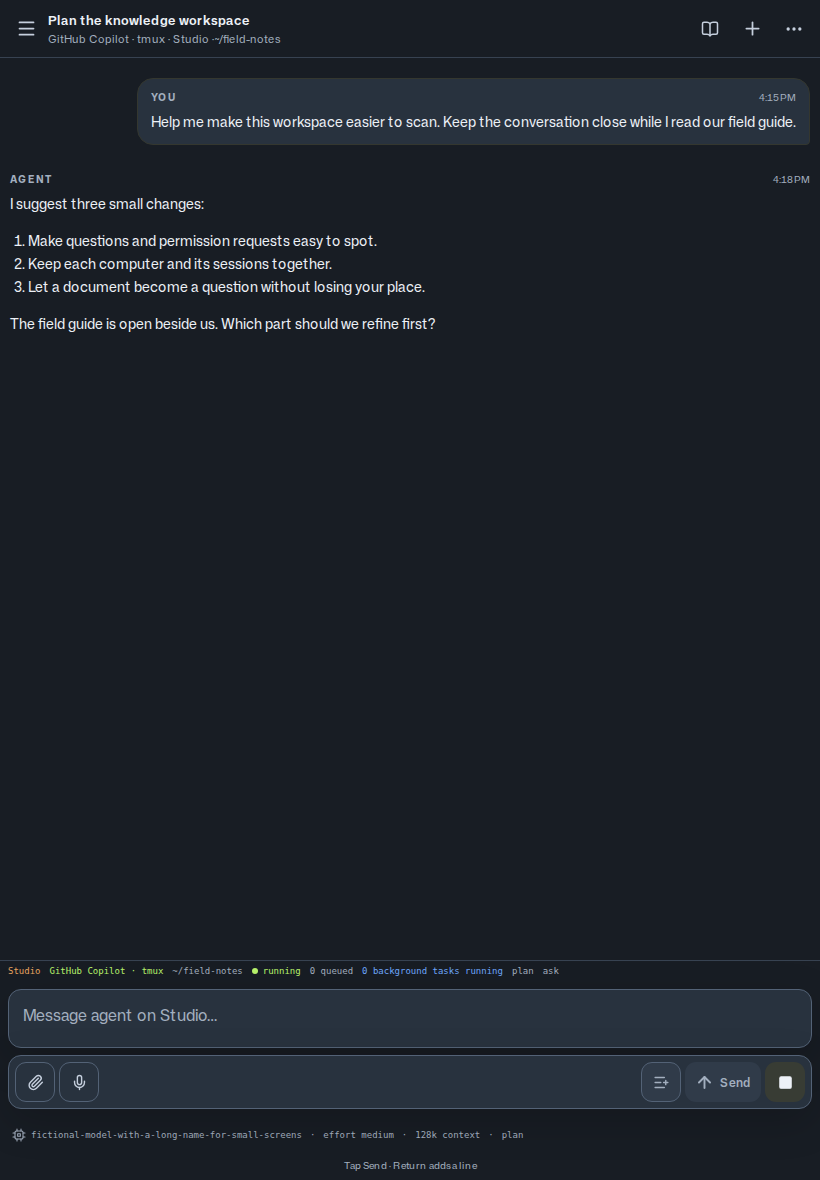 Plan the knowledge workspace
GitHub Copilot · tmux · Studio · ~/field-notes
YOU 4:15 PM
Help me make this workspace easier to scan. Keep the conversation close while I read our field guide.
AGENT 4:18 PM
I suggest three small changes:
1. Make questions and permission requests easy to spot.
2. Keep each computer and its sessions together.
3. Let a document become a question without losing your place.
The field guide is open beside us. Which part should we refine first?
Studio GitHub Copilot · tmux ~/field-notes running 0 queued 0 background tasks running plan ask
Message agent on Studio...
Send
fictional-model-with-a-long-name-for-small-screens · effort medium · 128k context · plan
Tap Send · Return adds a line